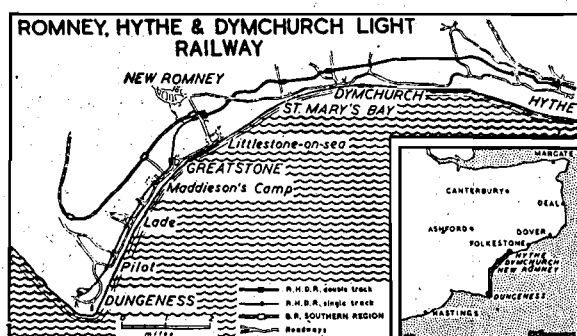 ROMNEY, HYTHE & DYMCHURCH LIGHT
RAILWAY
NEW ROMNEY
DYMCHURCH
HYTHE
ST. MARY'S BAY
Littlestone-on-sea
GREATSTONE
Maddieson's Camp
Lade
Pilot
DUNGENESS
miles
R.H.D.R. double track
R.H.D.R. single track
B.R. SOUTHERN REGION
Roadways
MARGATE
CANTERBURY
DEAL
ASHFORD
DOVER
FOLKESTONE
HYTHE
DYMCHURCH
NEW ROMNEY
DUNGENESS
HASTINGS